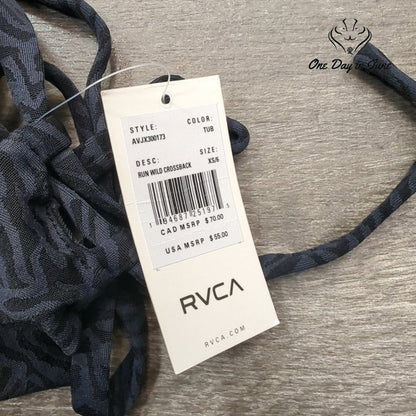 One Day in June
STYLE: COLOR:
AVJX300173 TUB
DESC: SIZE:
RUN WILD CROSSBACK XS/6
CAD MSRP $70.00
USA MSRP $55.00
RVCA
RVCA.COM